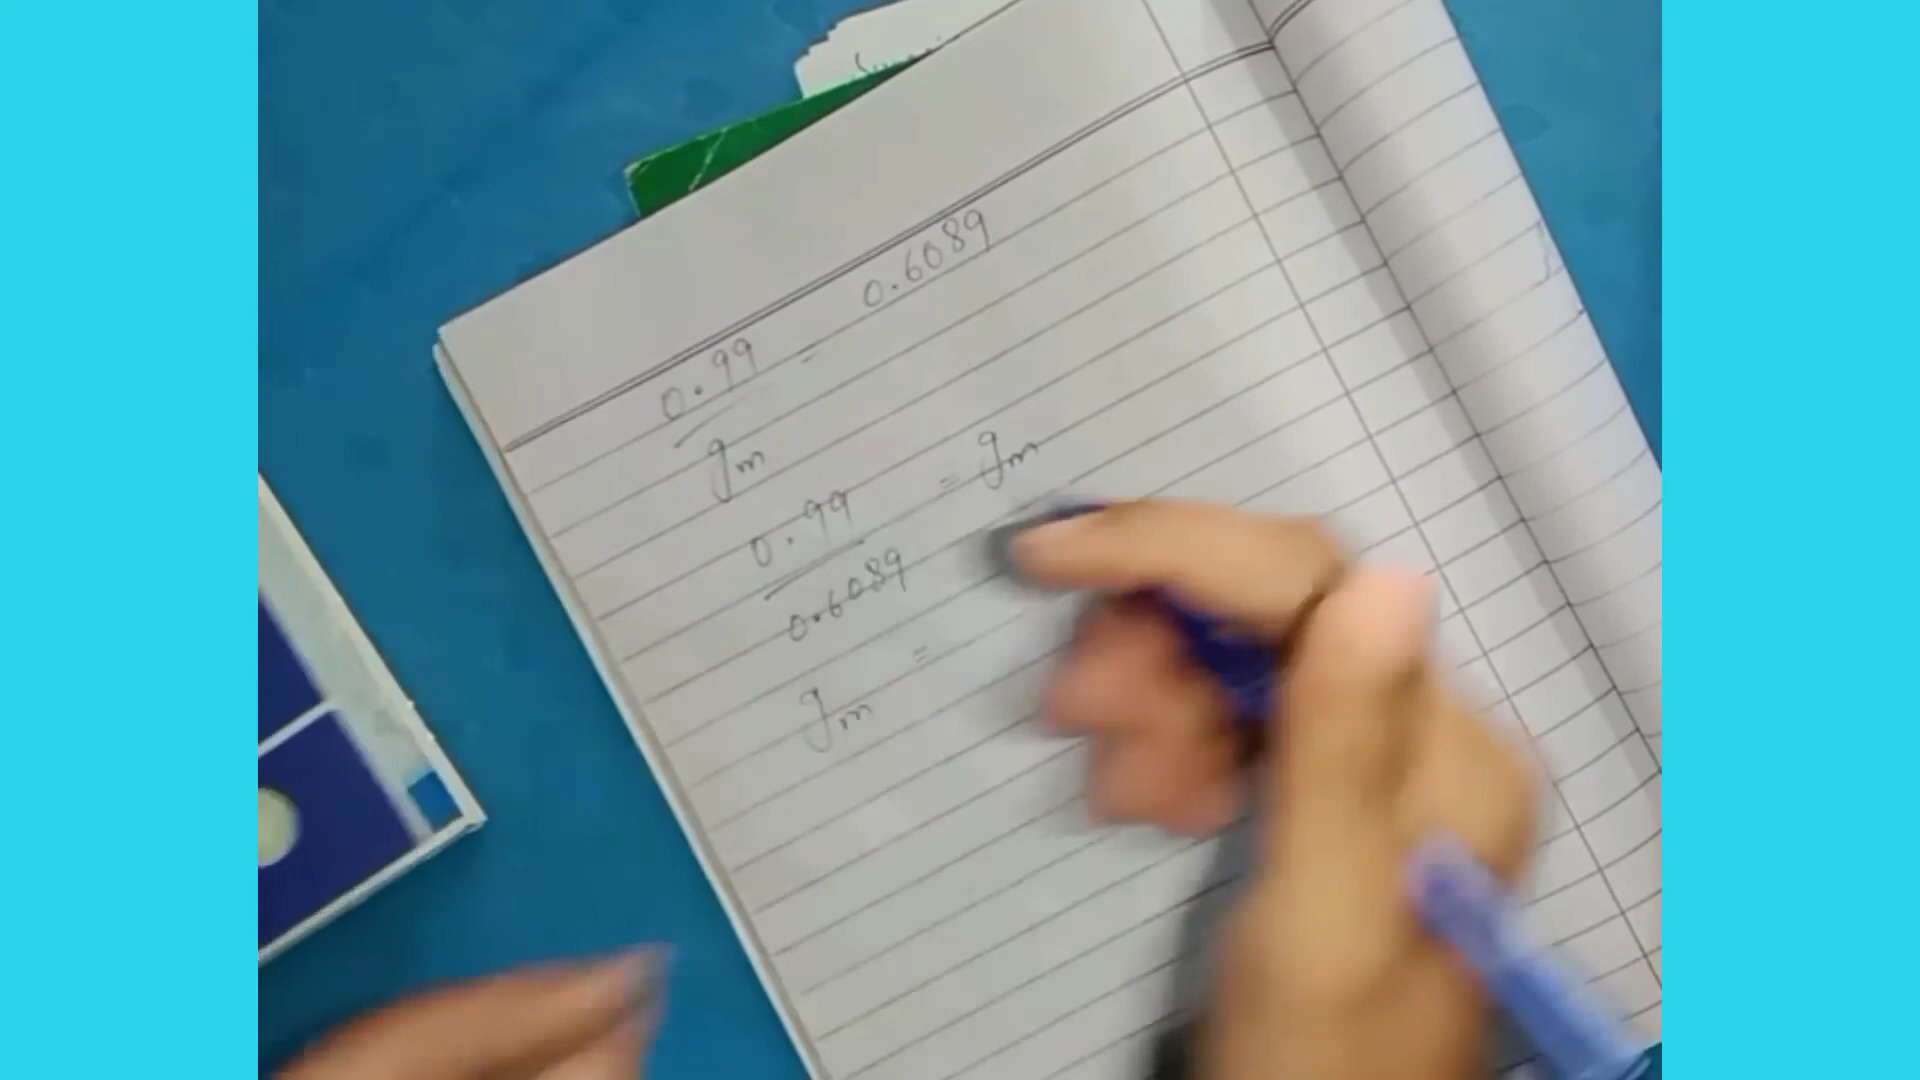 0.99 / gm = 0.6089
0.99 / 0.6089 = gm
gm =